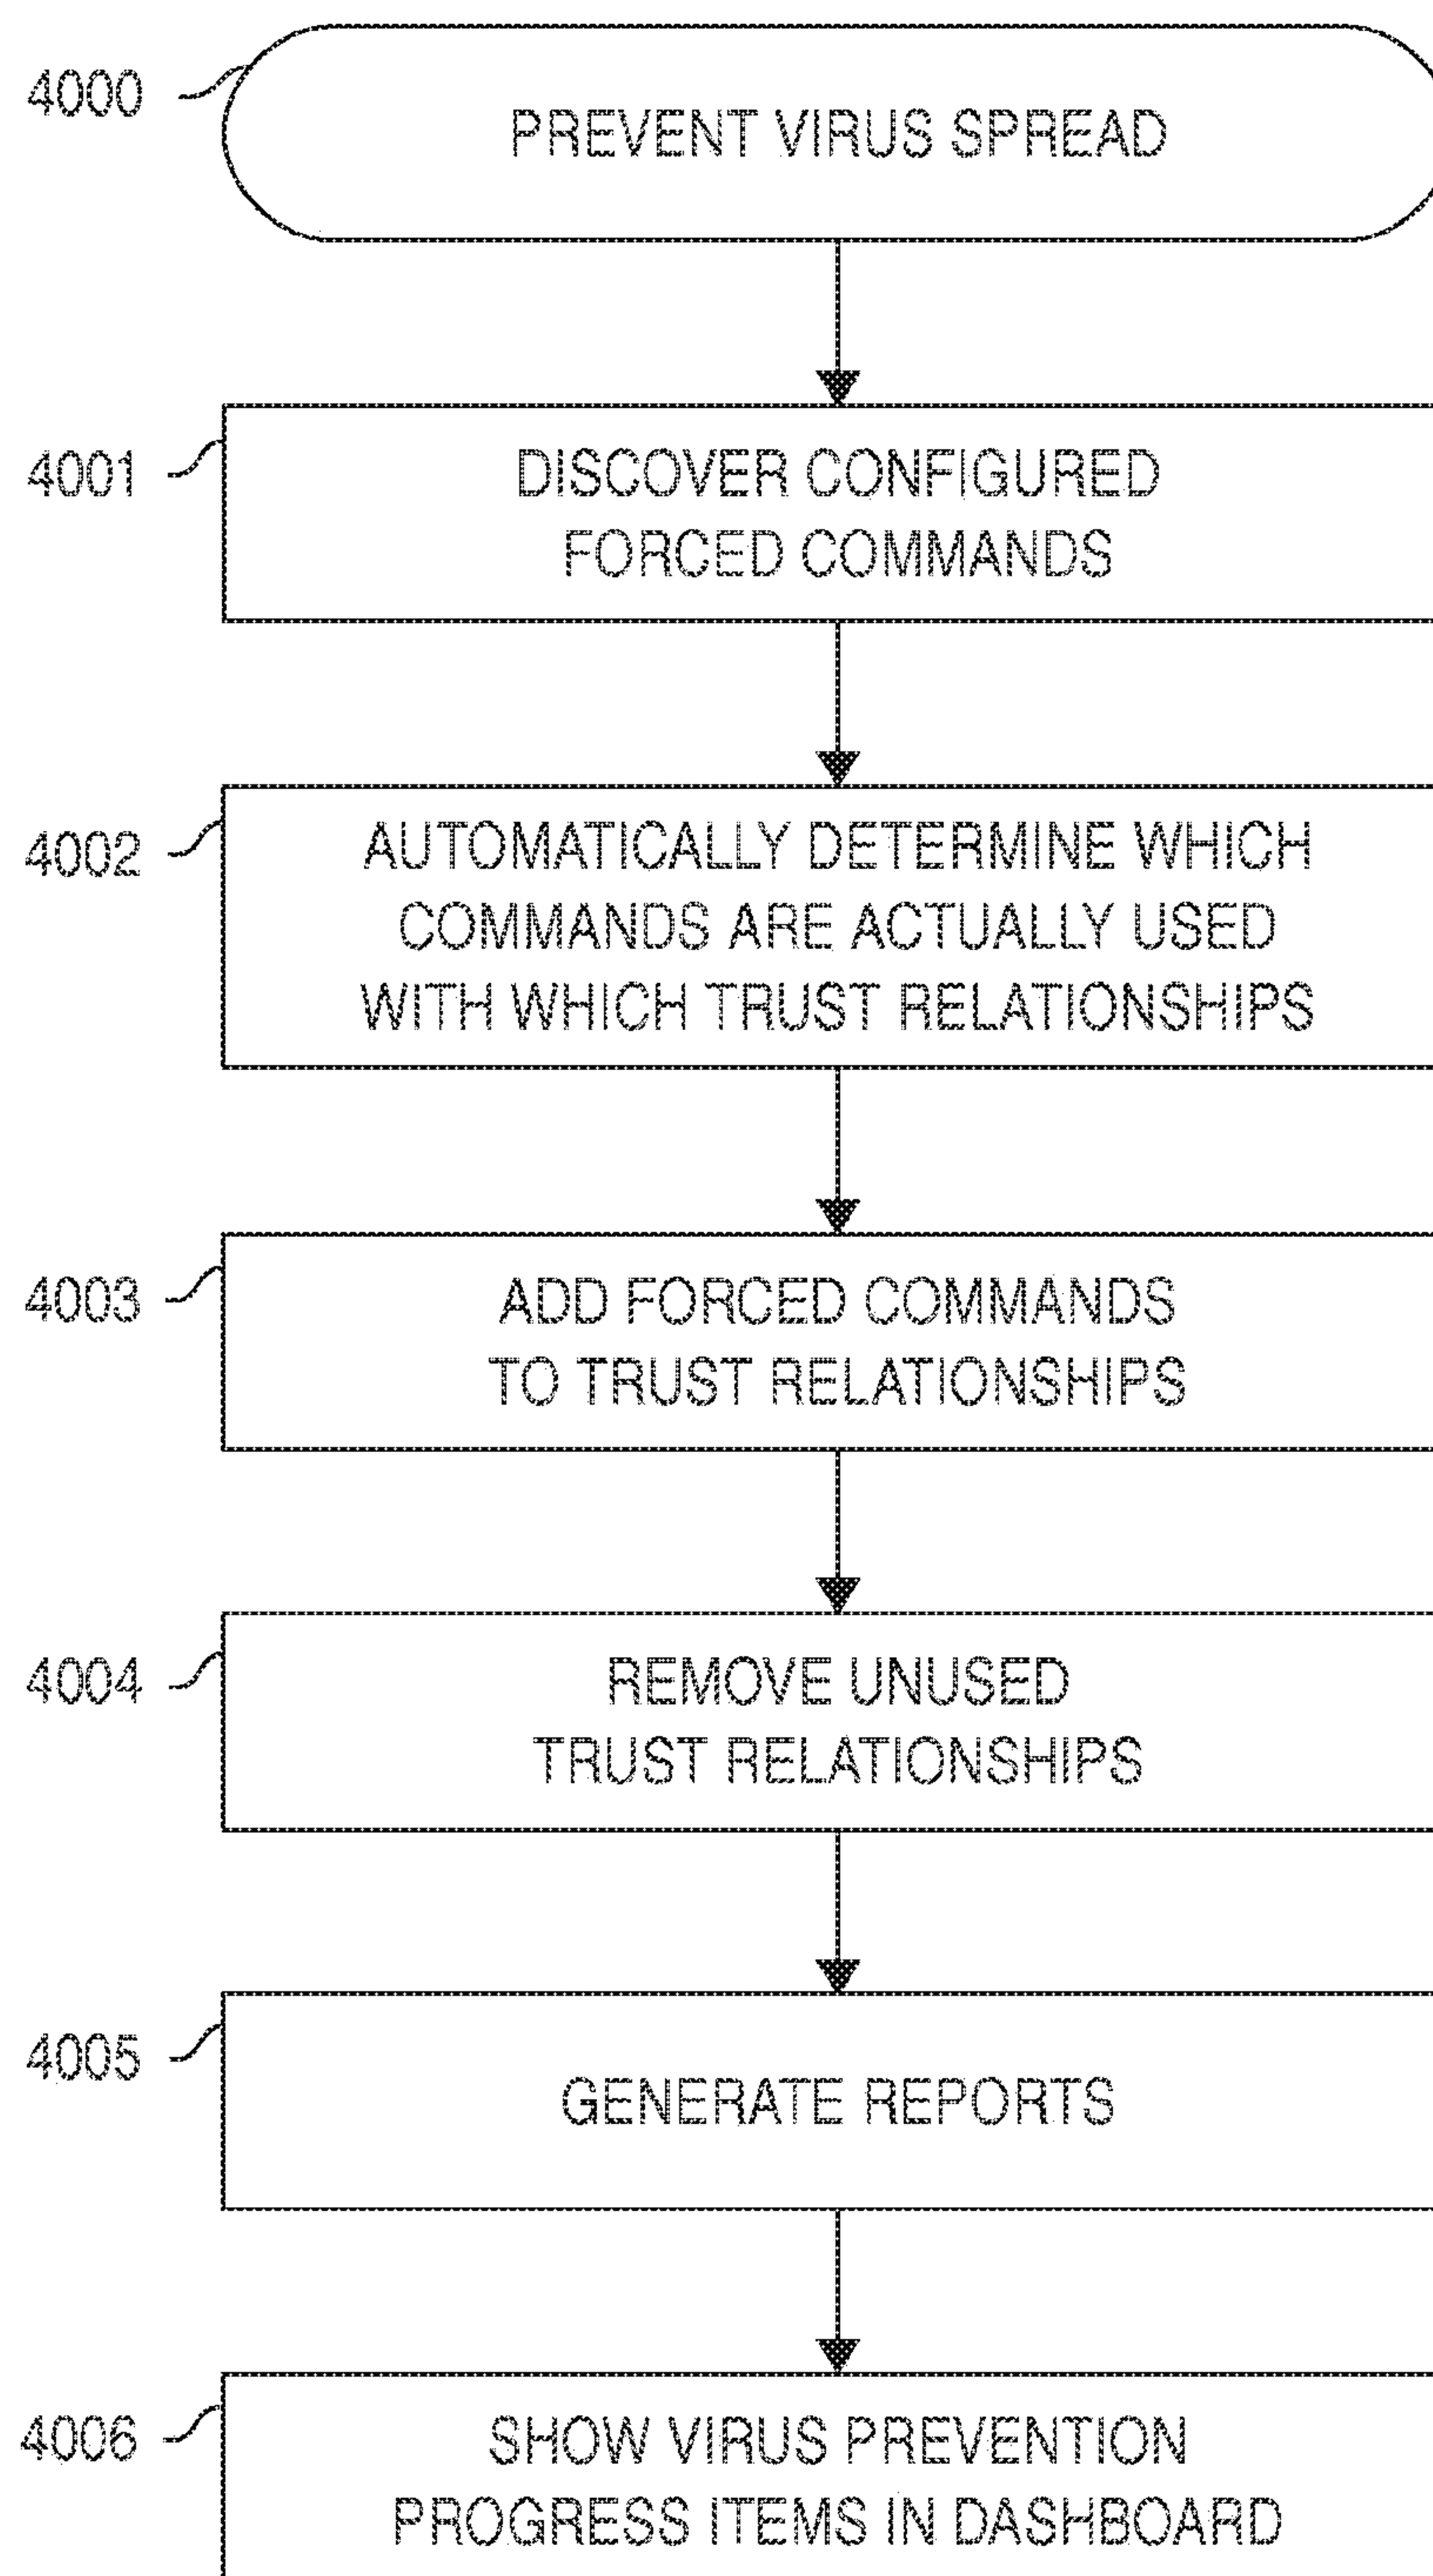 4000
PREVENT VIRUS SPREAD
4001
DISCOVER CONFIGURED
FORCED COMMANDS
4002
AUTOMATICALLY DETERMINE WHICH
COMMANDS ARE ACTUALLY USED
WITH WHICH TRUST RELATIONSHIPS
4003
ADD FORCED COMMANDS
TO TRUST RELATIONSHIPS
4004
REMOVE UNUSED
TRUST RELATIONSHIPS
4005
GENERATE REPORTS
4006
SHOW VIRUS PREVENTION
PROGRESS ITEMS IN DASHBOARD